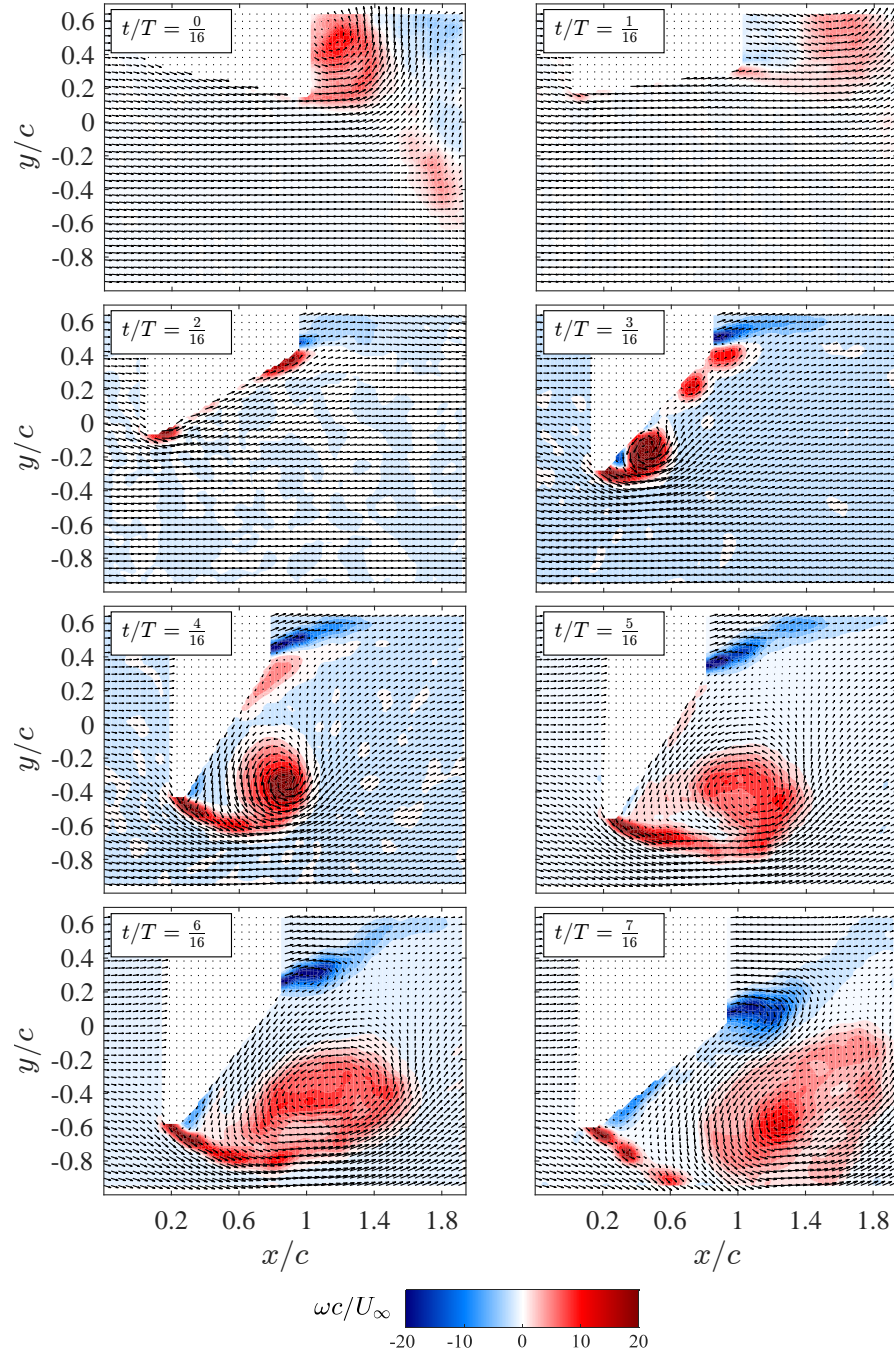 t/T = 0/16
t/T = 1/16
0.6
0.4
0.2
0
-0.2
-0.4
-0.6
-0.8
y/c
t/T = 2/16
t/T = 3/16
0.6
0.4
0.2
0
-0.2
-0.4
-0.6
-0.8
y/c
t/T = 4/16
t/T = 5/16
0.6
0.4
0.2
0
-0.2
-0.4
-0.6
-0.8
y/c
t/T = 6/16
t/T = 7/16
0.6
0.4
0.2
0
-0.2
-0.4
-0.6
-0.8
y/c
0.2 0.6 1 1.4 1.8
0.2 0.6 1 1.4 1.8
x/c
x/c
ωc/U∞
-20 -10 0 10 20